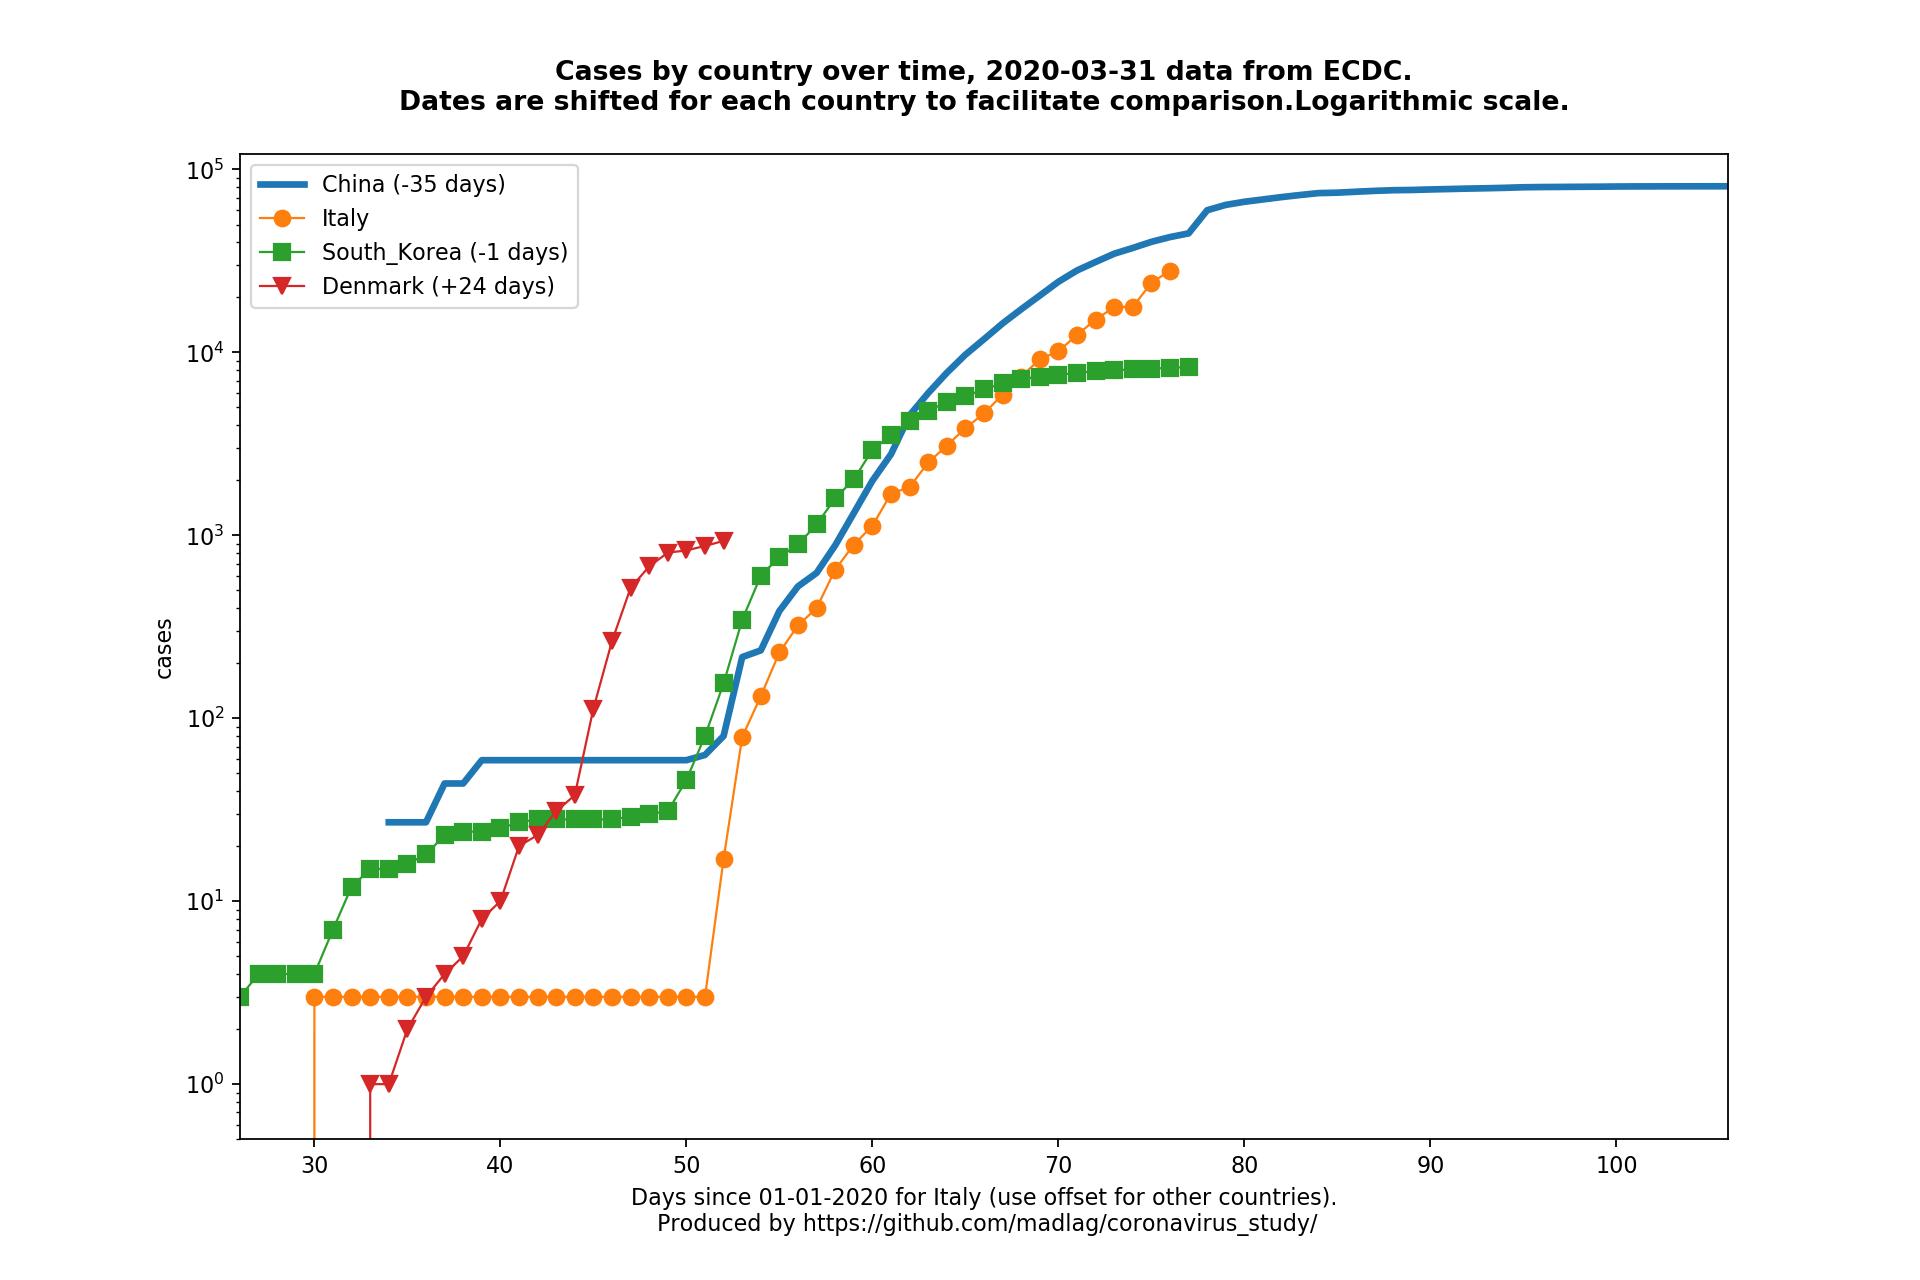 Cases by country over time, 2020-03-31 data from ECDC.
Dates are shifted for each country to facilitate comparison.Logarithmic scale.
10^5
10^4
10^3
10^2
10^1
10^0
cases
China (-35 days)
Italy
South_Korea (-1 days)
Denmark (+24 days)
30 40 50 60 70 80 90 100
Days since 01-01-2020 for Italy (use offset for other countries).
Produced by https://github.com/madlag/coronavirus_study/